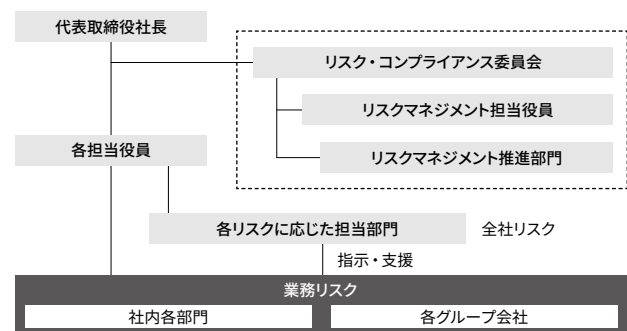 代表取締役社長
リスク・コンプライアンス委員会
リスクマネジメント担当役員
各担当役員
リスクマネジメント推進部門
各リスクに応じた担当部門
全社リスク
指示・支援
業務リスク
社内各部門
各グループ会社